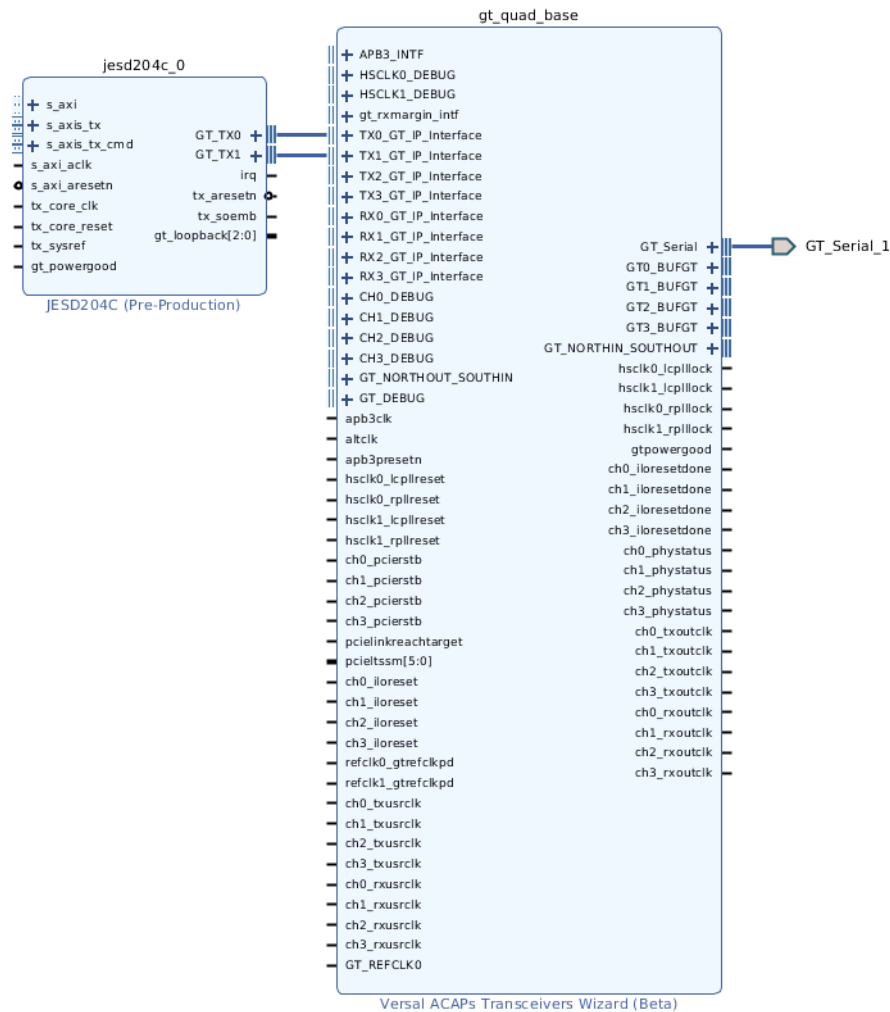 gt_quad_base
jesd204c_0
s_axi
s_axis_tx
s_axis_tx_cmd
s_axi_aclk
s_axi_aresetn
tx_core_clk
tx_core_reset
tx_sysref
gt_powergood
GT_TX0
GT_TX1
irq
tx_aresetn
tx_soemb
gt_loopback[2:0]
JESD204C (Pre-Production)
APB3_INTF
HSCLK0_DEBUG
HSCLK1_DEBUG
gt_rxmargin_intf
TX0_GT_IP_Interface
TX1_GT_IP_Interface
TX2_GT_IP_Interface
TX3_GT_IP_Interface
RX0_GT_IP_Interface
RX1_GT_IP_Interface
RX2_GT_IP_Interface
RX3_GT_IP_Interface
CH0_DEBUG
CH1_DEBUG
CH2_DEBUG
CH3_DEBUG
GT_NORTHOUT_SOUTHIN
GT_DEBUG
apb3clk
altclk
apb3presetn
hsclk0_lcpllreset
hsclk0_rpllreset
hsclk1_lcpllreset
hsclk1_rpllreset
ch0_pcierstb
ch1_pcierstb
ch2_pcierstb
ch3_pcierstb
pcielinkreachtarget
pcieltssm[5:0]
ch0_iloreset
ch1_iloreset
ch2_iloreset
ch3_iloreset
refclk0_gtrefclkpd
refclk1_gtrefclkpd
ch0_txusrclk
ch1_txusrclk
ch2_txusrclk
ch3_txusrclk
ch0_rxusrclk
ch1_rxusrclk
ch2_rxusrclk
ch3_rxusrclk
GT_REFCLK0
GT_Serial
GT0_BUFGT
GT1_BUFGT
GT2_BUFGT
GT3_BUFGT
GT_NORTHIN_SOUTHOUT
hsclk0_lcplllock
hsclk1_lcplllock
hsclk0_rplllock
hsclk1_rplllock
gtpowergood
ch0_iloresetdone
ch1_iloresetdone
ch2_iloresetdone
ch3_iloresetdone
ch0_phystatus
ch1_phystatus
ch2_phystatus
ch3_phystatus
ch0_txoutclk
ch1_txoutclk
ch2_txoutclk
ch3_txoutclk
ch0_rxoutclk
ch1_rxoutclk
ch2_rxoutclk
ch3_rxoutclk
GT_Serial_1
Versal ACAPs Transceivers Wizard (Beta)